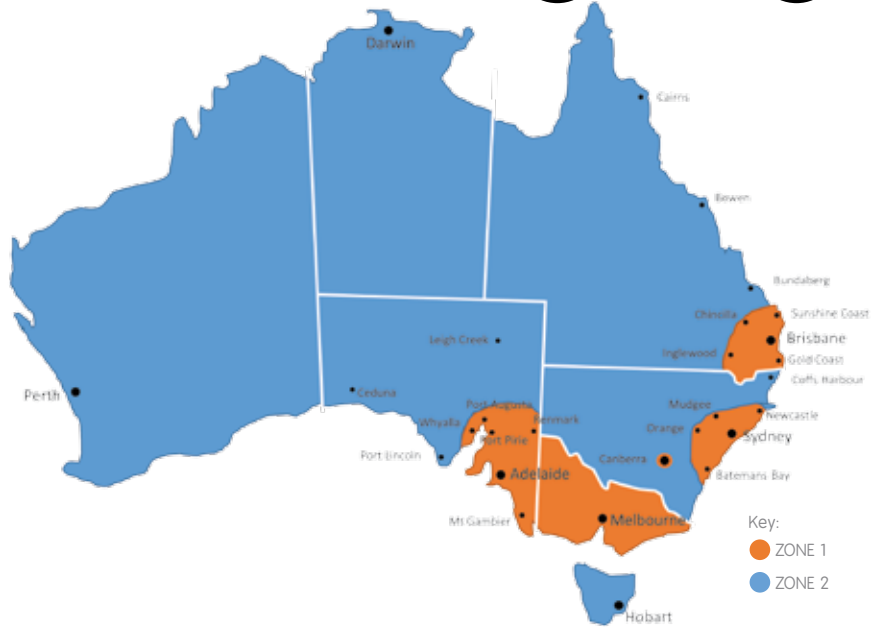 Darwin
Cairns
Bowen
Bundaberg
Chinolla
Sunshine Coast
Brisbane
Leigh Creek
Inglewood
Gold Coast
Coffs Harbour
Perth
Ceduna
Port Augusta
Mudgee
Newcastle
Whyalla
Renmark
Orange
Sydney
Port Pirie
Port Lincoln
Canberra
Adelaide
Batemans Bay
Mt Gambier
Melbourne
Key:
ZONE 1
ZONE 2
Hobart